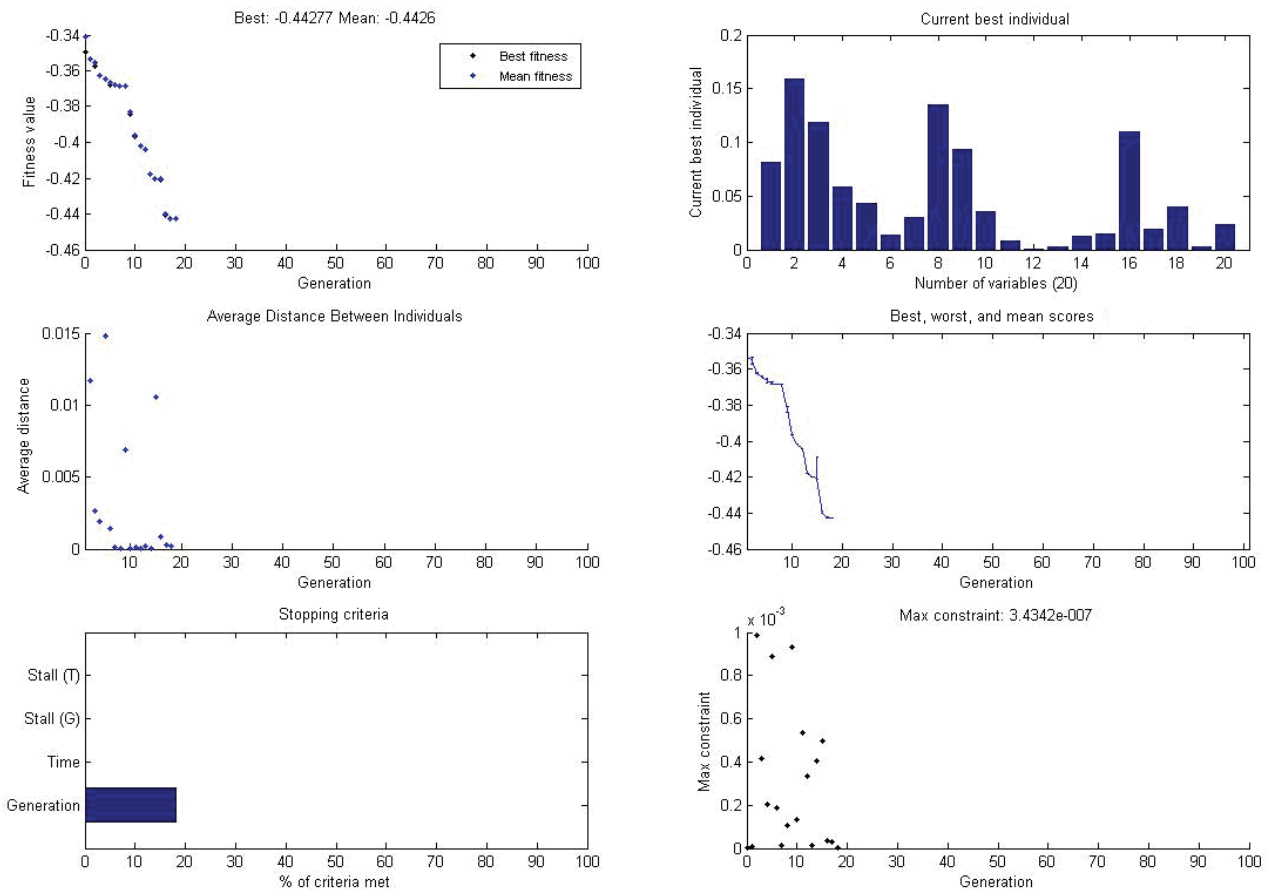 Best: -0.44277 Mean: -0.4426
-0.34
-0.36
-0.38
-0.4
-0.42
-0.44
-0.46
Fitness value
Best fitness
Mean fitness
0 10 20 30 40 50 60 70 80 90 100
Generation
Current best individual
0.2
0.15
0.1
0.05
0
Current best individual
0 2 4 6 8 10 12 14 16 18 20
Number of variables (20)
Average Distance Between Individuals
0.015
0.01
0.005
0
Average distance
0 10 20 30 40 50 60 70 80 90 100
Generation
Best, worst, and mean scores
-0.34
-0.36
-0.38
-0.4
-0.42
-0.44
-0.46
10 20 30 40 50 60 70 80 90 100
Generation
Stopping criteria
Stall (T)
Stall (G)
Time
Generation
0 10 20 30 40 50 60 70 80 90 100
% of criteria met
Max constraint: 3.4342e-007
x 10-3
1
0.8
0.6
0.4
0.2
0
Max constraint
0 10 20 30 40 50 60 70 80 90 100
Generation